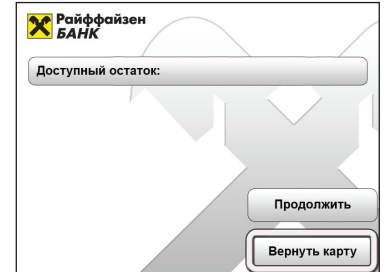 Райффайзен
БАНК
Доступный остаток:
Продолжить
Вернуть карту